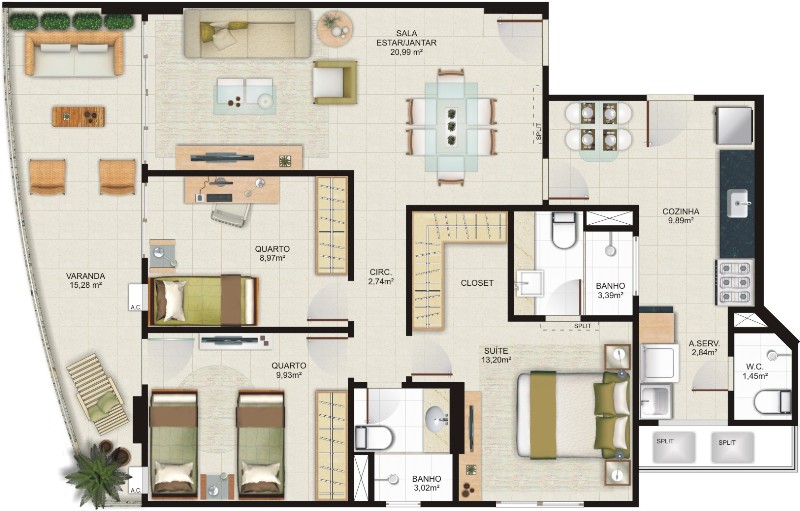 SALA
ESTAR/JANTAR
20,99 m²
SPLIT
COZINHA
9,89m²
QUARTO
8,97m²
CIRC.
2,74m²
CLOSET
BANHO
3,39m²
VARANDA
15,28 m²
A.C
SPLIT
SUÍTE
13,20m²
A.SERV.
2,84m²
W.C.
1,45m²
QUARTO
9,93m²
BANHO
3,02m²
A.C
SPLIT
SPLIT